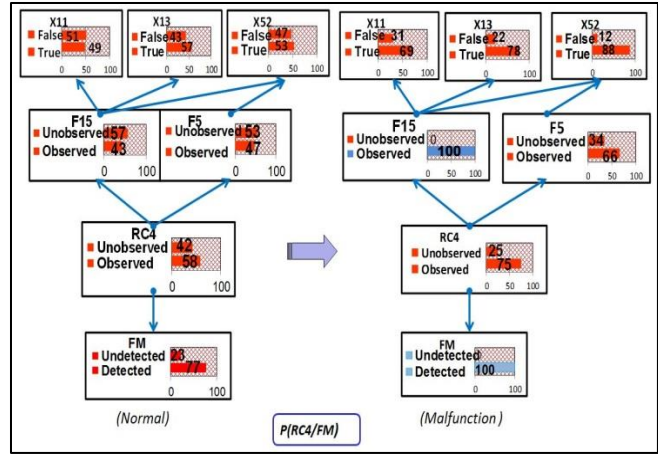 X11
False 51
True 49
0 50 100
X13
False 43
True 57
0 50 100
X52
False 47
True 53
0 50 100
F15
Unobserved 57
Observed 43
0 100
F5
Unobserved 53
Observed 47
0 100
RC4
Unobserved 42
Observed 58
0 100
FM
Undetected 23
Detected 77
0 100
(Normal)
X11
False 31
True 69
0 50 100
X13
False 22
True 78
0 50 100
X52
False 12
True 88
0 50 100
F15
Unobserved 0
Observed 100
0 50 100
F5
Unobserved 34
Observed 66
0 50 100
RC4
Unobserved 25
Observed 75
0 50 100
FM
Undetected
Detected 100
0 100
(Malfunction )
P(RC4/FM)